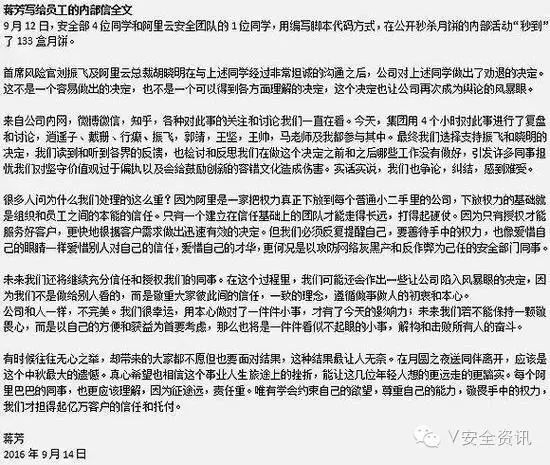 蒋芳写给员工的内部信全文
9 月 12 日，安全部 4 位同学和阿里云安全团队的 1 位同学，用编写脚本代码方式，在公开秒杀月饼的内部活动“秒到”
了 133 盒月饼。
首席风险官刘振飞及阿里云总裁胡晓明在与上述同学经过非常坦诚的沟通之后，公司对上述同学做出了劝退的决定。
这不是一个容易做出的决定，也不是一个可以得到各方面理解的决定，这个决定也让公司再次成为舆论的风暴眼。
来自公司内网，微博微信，知乎，各种对此事的关注和讨论我们一直在看。今天，集团用 4 个小时对此事进行了复盘
和讨论，逍遥子、戴珊、行癫、振飞，郭靖，王坚，王帅，马老师及我都参与其中。最终我们选择支持振飞和晓明的
决定，我们读到和听到各界的反馈，也检讨和反思我们在做这个决定之前和之后哪些工作没有做好，引发许多同事担
忧我们对坚守价值观过于偏执以及会给鼓励创新的容错文化造成伤害。实话实说，我们也争论，纠结，感到难受。
很多人问为什么我们处理的这么重？因为阿里是一家把权力真正下放到每个普通小二手里的公司，下放权力的基础就
是组织和员工之间的本能的信任。只有一个建立在信任基础上的团队才能走得长远，打得起硬仗。因为只有授权才能
服务好客户，更快地根据客户需求做出迅速有效的决定。但我们必须反复提醒自己，要善待手中的权力，也像爱惜自
己的眼睛一样爱惜别人对自己的信任，爱惜自己的才华，更何况是以攻防网络灰黑产和反作弊为己任的安全部门同事。
未来我们还将继续充分信任和授权我们的同事。在这个过程里，我们可能还会作出一些让公司陷入风暴眼的决定，因
为我们不是做给别人看的，而是敬重大家彼此间的信任，一致的理念，遵循做事做人的初衷和本心。
公司和人一样，不完美。我们很幸运，用本心做对了一件件小事，才有了今天的影响力；未来我们若不能保持一颗敬
畏心，而是以自己的方便和获益为首要考虑，那么也将是一件件看似不起眼的小事，解构和击败所有人的奋斗。
有时候往往无心之举，却带来的大家都不愿但也要面对结果，这种结果最让人无奈。在月圆之夜送同伴离开，应该是
这个中秋最大的遗憾。真心希望也相信这个事业人生旅途上的挫折，能让这几位年轻人想的更远走的更踏实。每个阿
里巴巴的同事，也更应该理解，因为征途远，责任重。唯有学会约束自己的欲望，尊重自己的能力，敬畏手中的权力，
我们才担得起亿万客户的信任和托付。
蒋芳
2016 年 9 月 14 日
V安全资讯